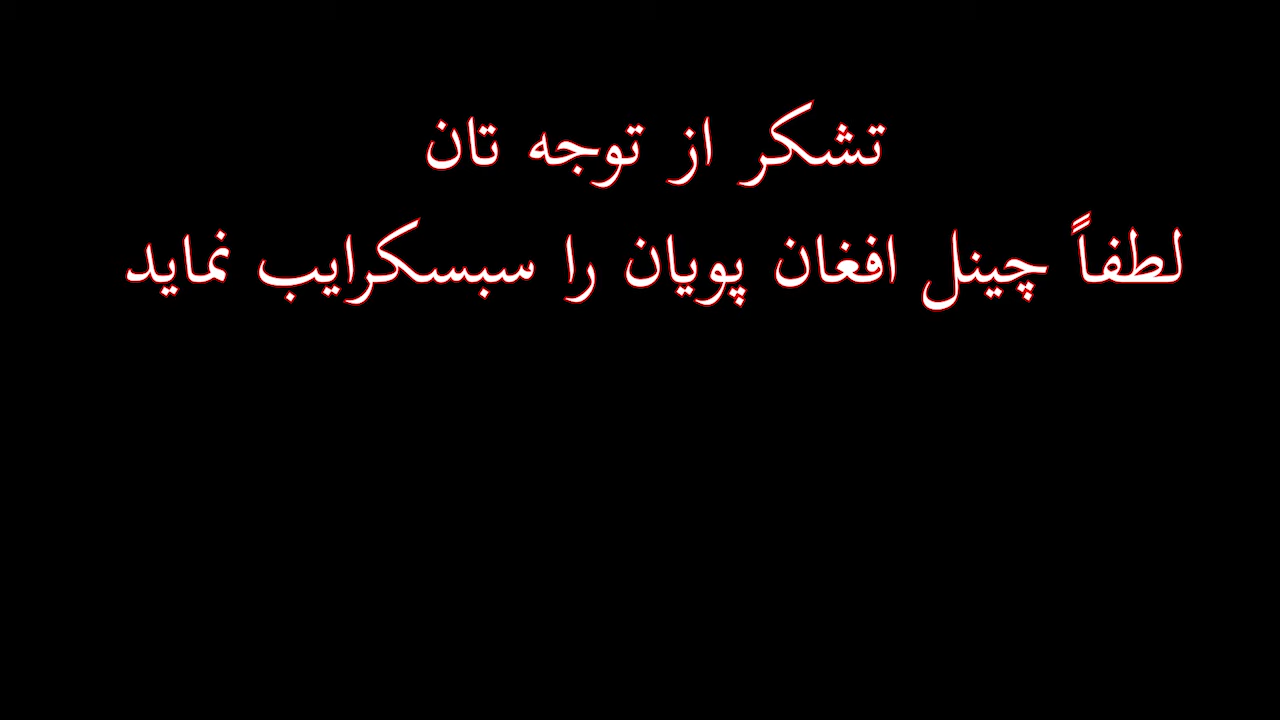 تشکر از توجه تان
لطفاً چینل افغان پویان را سبسکرایب نماید